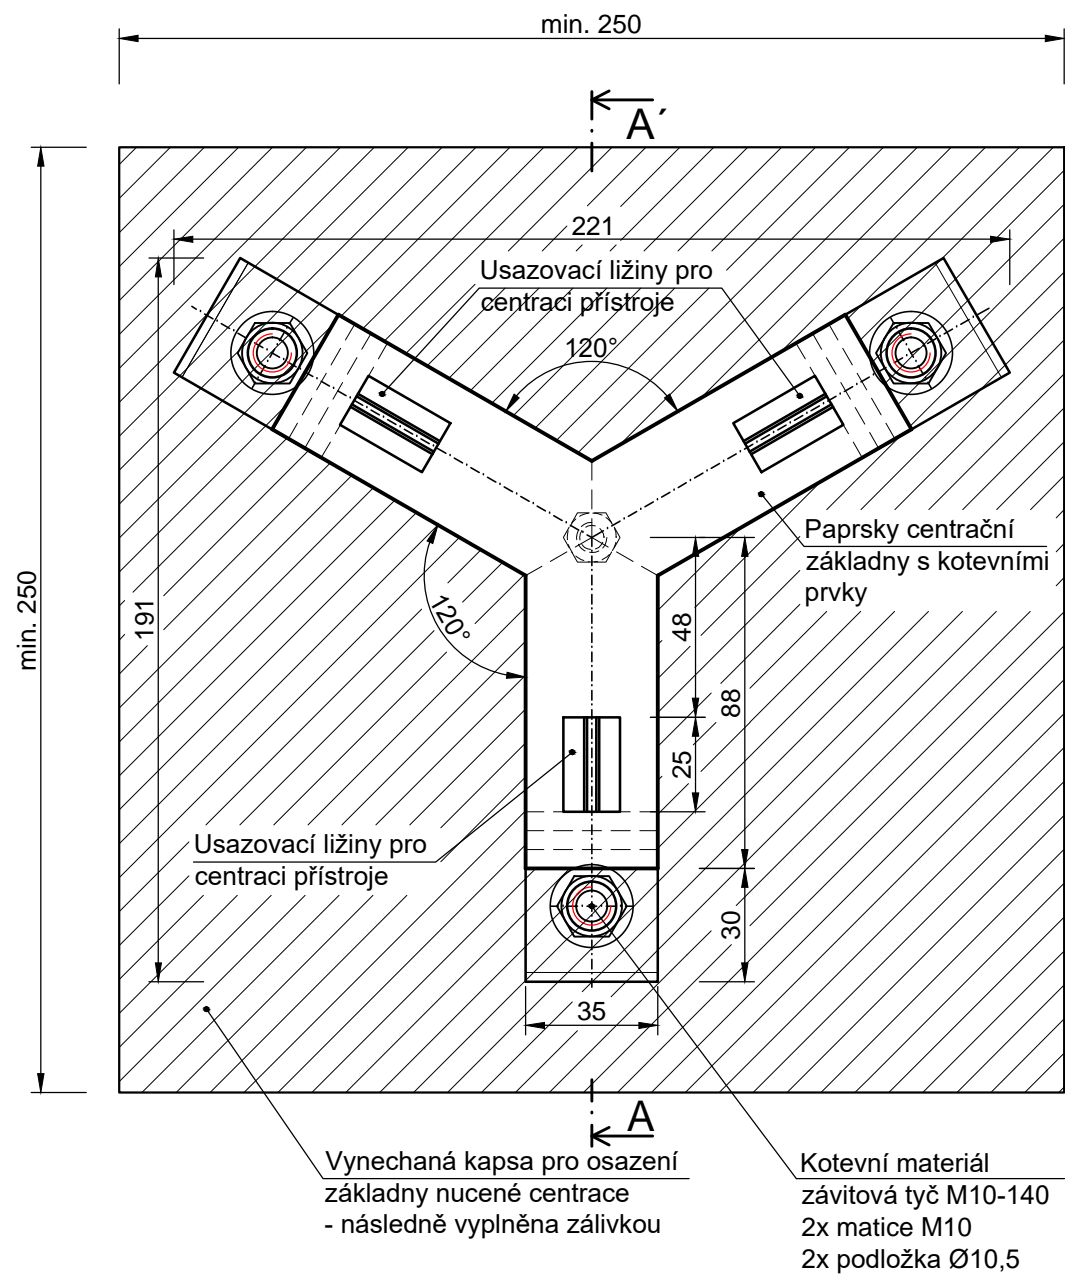 min. 250
A´
221
Usazovací ližiny pro
centraci přístroje
120°
Paprsky centrační
základny s kotevními
prvky
min. 250
191
120°
48
88
25
Usazovací ližiny pro
centraci přístroje
30
35
A
Vynechaná kapsa pro osazení
základny nucené centrace
- následně vyplněna zálivkou
Kotevní materiál
závitová tyč M10-140
2x matice M10
2x podložka Ø10,5